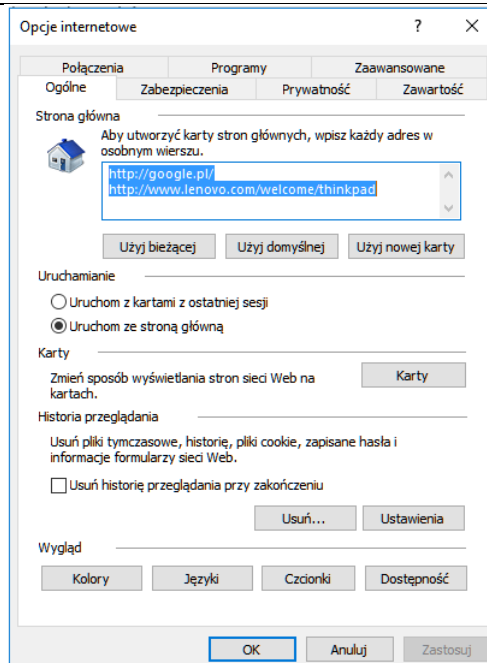 Opcje internetowe ? ×
Połączenia Programy Zaawansowane
Ogólne Zabezpieczenia Prywatność Zawartość
Strona główna
Aby utworzyć karty stron głównych, wpisz każdy adres w
osobnym wierszu.
http://google.pl/
http://www.lenovo.com/welcome/thinkpad
Użyj bieżącej Użyj domyślnej Użyj nowej karty
Uruchamianie
Uruchom z kartami z ostatniej sesji
Uruchom ze stroną główną
Karty
Zmień sposób wyświetlania stron sieci Web na
kartach.
Karty
Historia przeglądania
Usuń pliki tymczasowe, historię, pliki cookie, zapisane hasła i
informacje formularzy sieci Web.
Usuń historię przeglądania przy zakończeniu
Usuń... Ustawienia
Wygląd
Kolory Języki Czcionki Dostępność
OK Anuluj Zastosuj